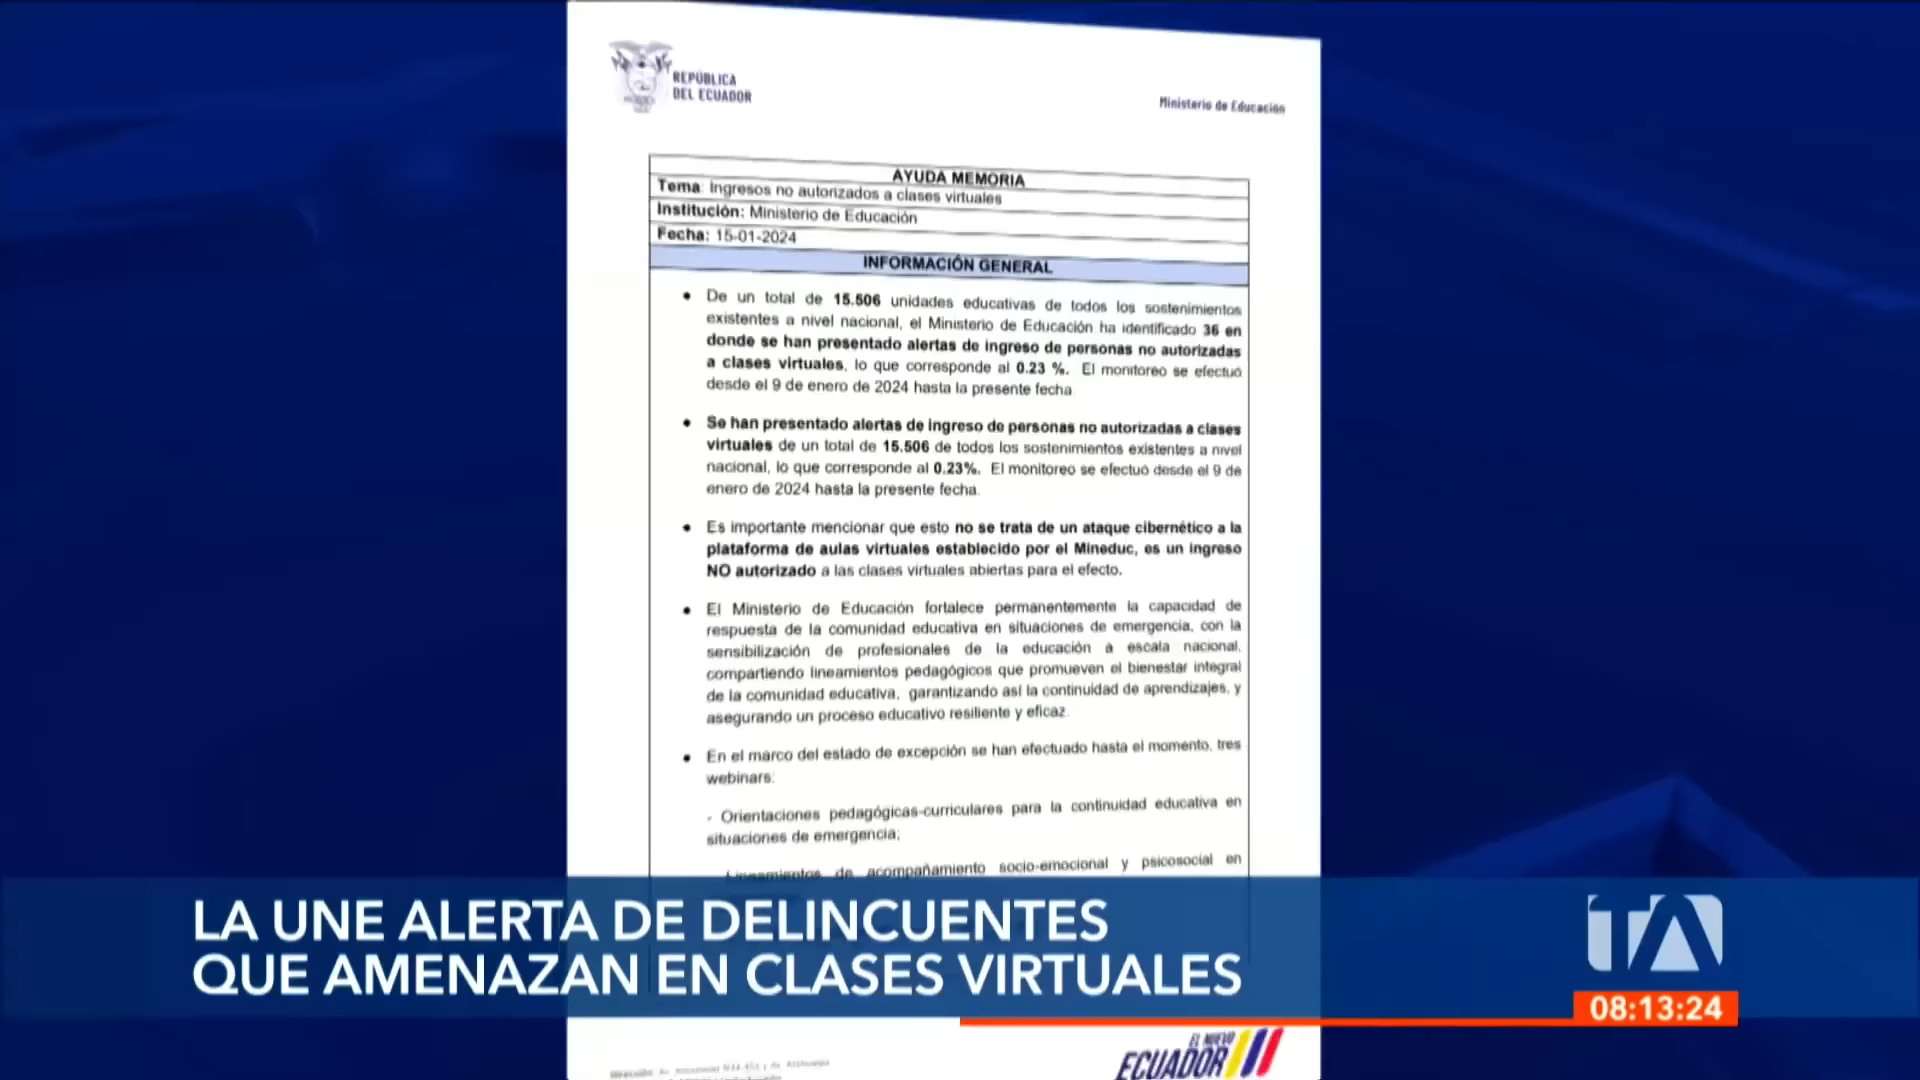 REPÚBLICA
DEL ECUADOR
Ministerio de Educación
AYUDA MEMORIA
Tema: Ingresos no autorizados a clases virtuales
Institución: Ministerio de Educación
Fecha: 15-01-2024
INFORMACIÓN GENERAL
• De un total de 15.506 unidades educativas de todos los sostenimientos
existentes a nivel nacional, el Ministerio de Educación ha identificado 36 en
donde se han presentado alertas de ingreso de personas no autorizadas
a clases virtuales, lo que corresponde al 0.23 %. El monitoreo se efectuó
desde el 9 de enero de 2024 hasta la presente fecha.
• Se han presentado alertas de ingreso de personas no autorizadas a clases
virtuales de un total de 15.506 de todos los sostenimientos existentes a nivel
nacional, lo que corresponde al 0.23%. El monitoreo se efectuó desde el 9 de
enero de 2024 hasta la presente fecha.
• Es importante mencionar que esto no se trata de un ataque cibernético a la
plataforma de aulas virtuales establecido por el Mineduc, es un ingreso
NO autorizado a las clases virtuales abiertas para el efecto.
• El Ministerio de Educación fortalece permanentemente la capacidad de
respuesta de la comunidad educativa en situaciones de emergencia, con la
sensibilización de profesionales de la educación a escala nacional,
compartiendo lineamientos pedagógicos que promueven el bienestar integral
de la comunidad educativa, garantizando así la continuidad de aprendizajes, y
asegurando un proceso educativo resiliente y eficaz.
• En el marco del estado de excepción se han efectuado hasta el momento, tres
webinars:
- Orientaciones pedagógicas-curriculares para la continuidad educativa en
situaciones de emergencia;
Lineamientos de acompañamiento socio-emocional y psicosocial en
LA UNE ALERTA DE DELINCUENTES
QUE AMENAZAN EN CLASES VIRTUALES
TA
08:13:24
EL NUEVO
ECUADOR